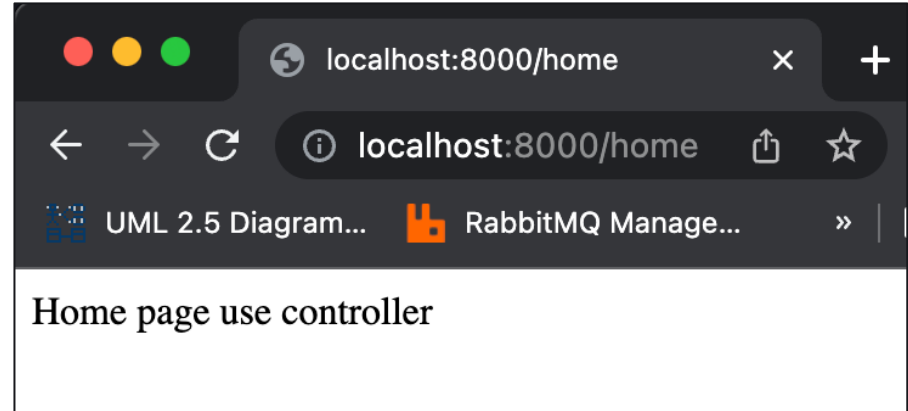 localhost:8000/home
localhost:8000/home
UML 2.5 Diagram... RabbitMQ Manage... »
Home page use controller